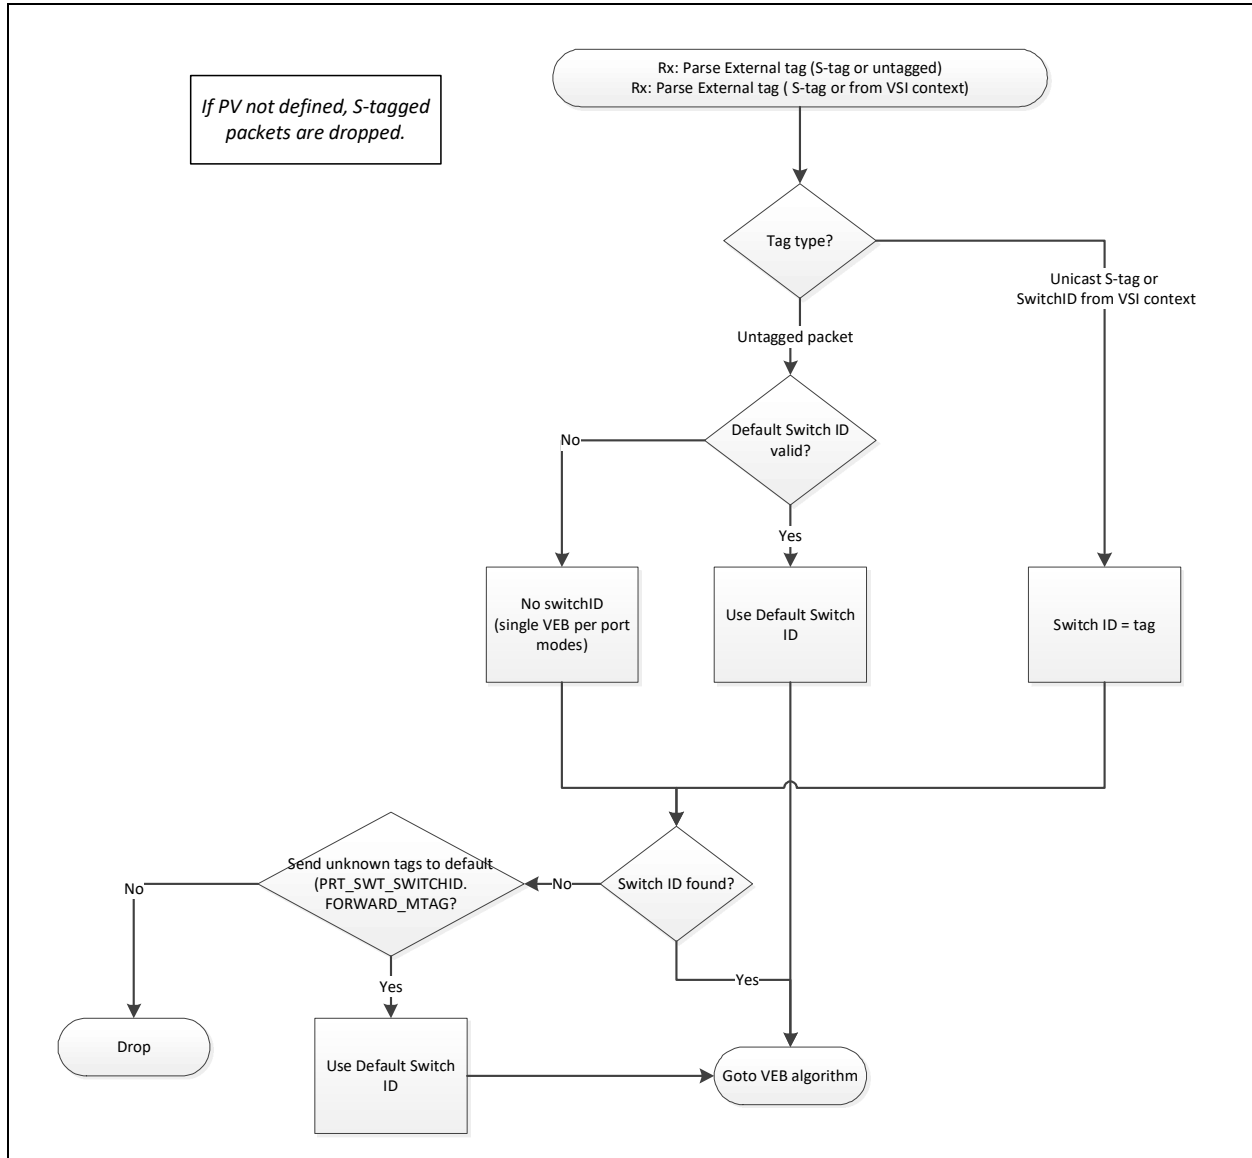 Rx: Parse External tag (S-tag or untagged)
Rx: Parse External tag ( S-tag or from VSI context)
If PV not defined, S-tagged
packets are dropped.
Tag type?
Unicast S-tag or
SwitchID from VSI context
Untagged packet
Default Switch ID
valid?
No
Yes
No switchID
(single VEB per port
modes)
Use Default Switch
ID
Switch ID = tag
Send unknown tags to default
(PRT_SWT_SWITCHID.
FORWARD_MTAG?
No
No
Switch ID found?
Yes
Yes
Drop
Use Default Switch
ID
Goto VEB algorithm